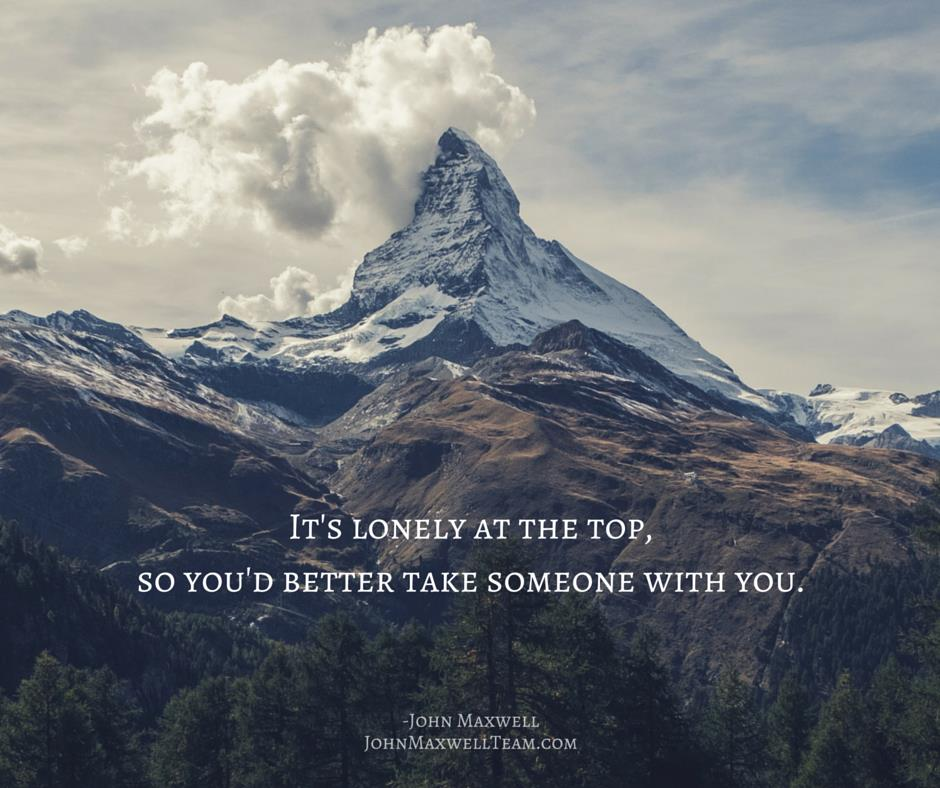 It's lonely at the top,
so you'd better take someone with you.
-John Maxwell
JohnMaxwellTeam.com